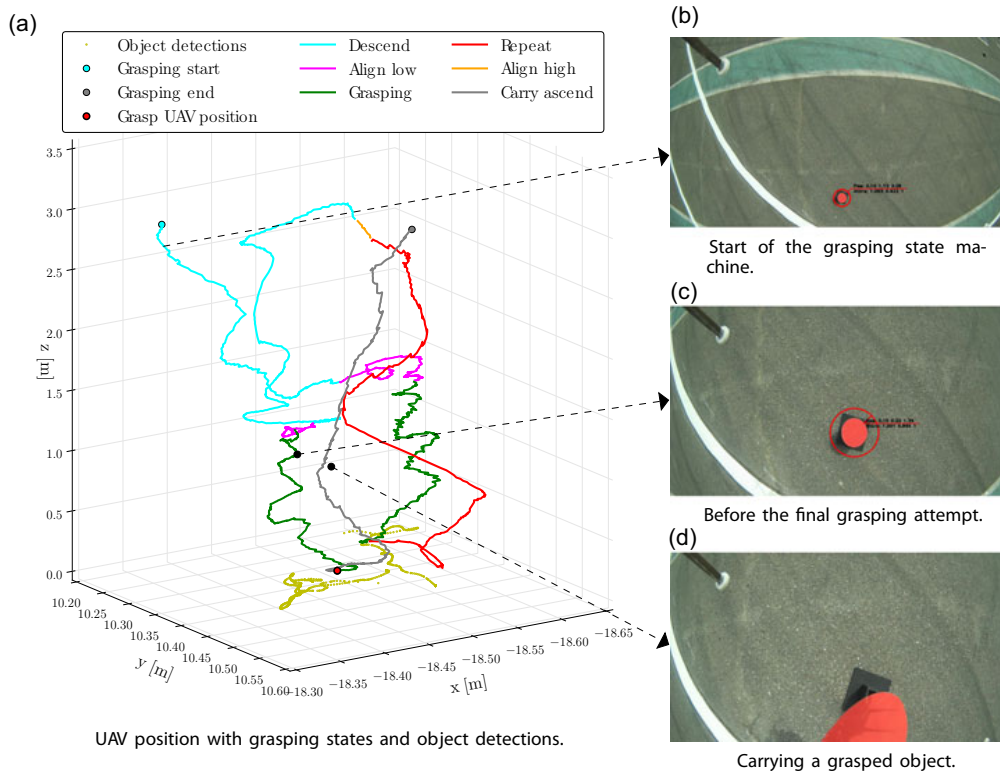 (a)
Object detections
Grasping start
Grasping end
Grasp UAV position
Descend
Align low
Grasping
Repeat
Align high
Carry ascend
3.5
3.0
2.5
2.0
1.5
1.0
0.5
0.0
z [m]
10.20
10.25
10.30
10.35
10.40
10.45
10.50
10.55
10.60
y [m]
−18.30
−18.35
−18.40
−18.45
−18.50
−18.55
−18.60
−18.65
x [m]
UAV position with grasping states and object detections.
(b)
Start of the grasping state ma-
chine.
(c)
Before the final grasping attempt.
(d)
Carrying a grasped object.